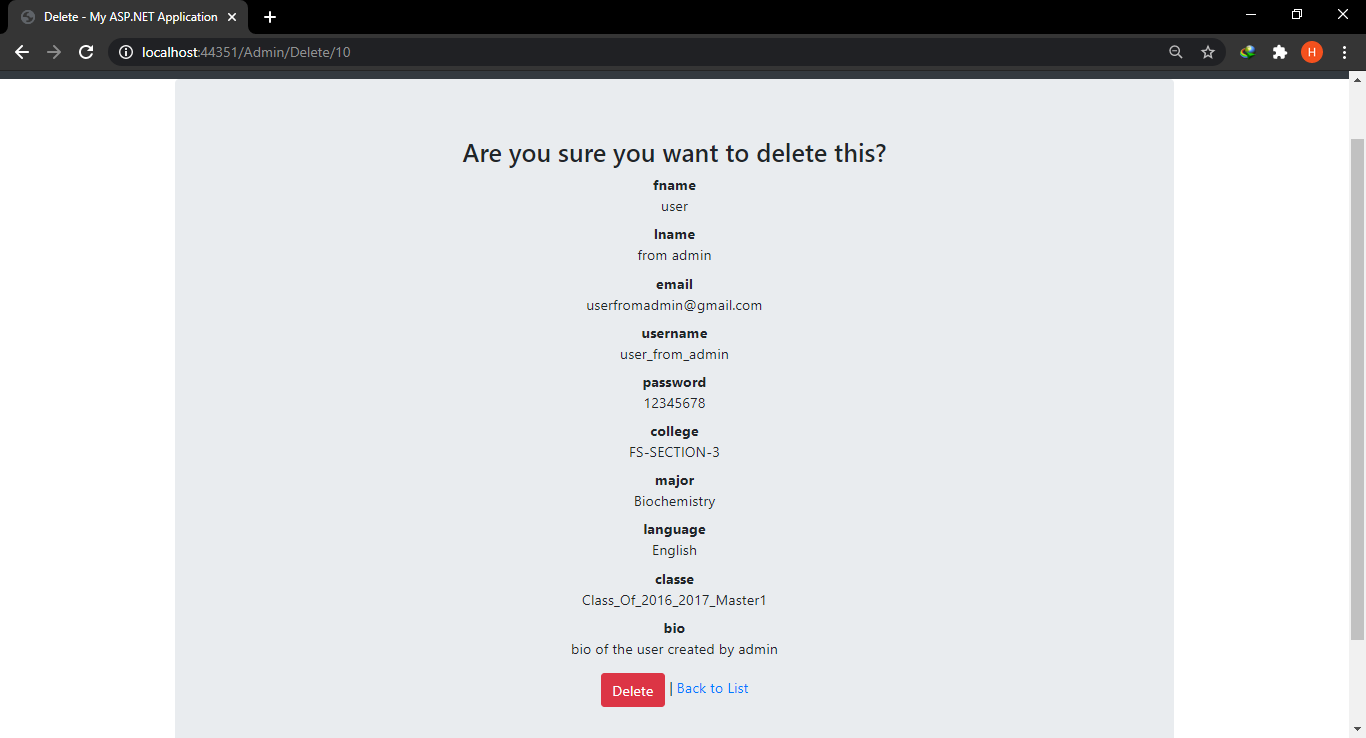 Delete - My ASP.NET Application
localhost:44351/Admin/Delete/10
H
Are you sure you want to delete this?
fname
user
lname
from admin
email
userfromadmin@gmail.com
username
user_from_admin
password
12345678
college
FS-SECTION-3
major
Biochemistry
language
English
classe
Class_Of_2016_2017_Master1
bio
bio of the user created by admin
Delete | Back to List